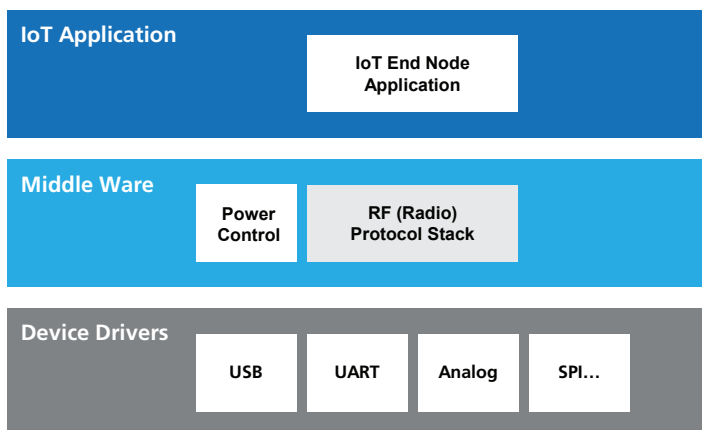 IoT Application
IoT End Node
Application
Middle Ware
Power
Control
RF (Radio)
Protocol Stack
Device Drivers
USB
UART
Analog
SPI...